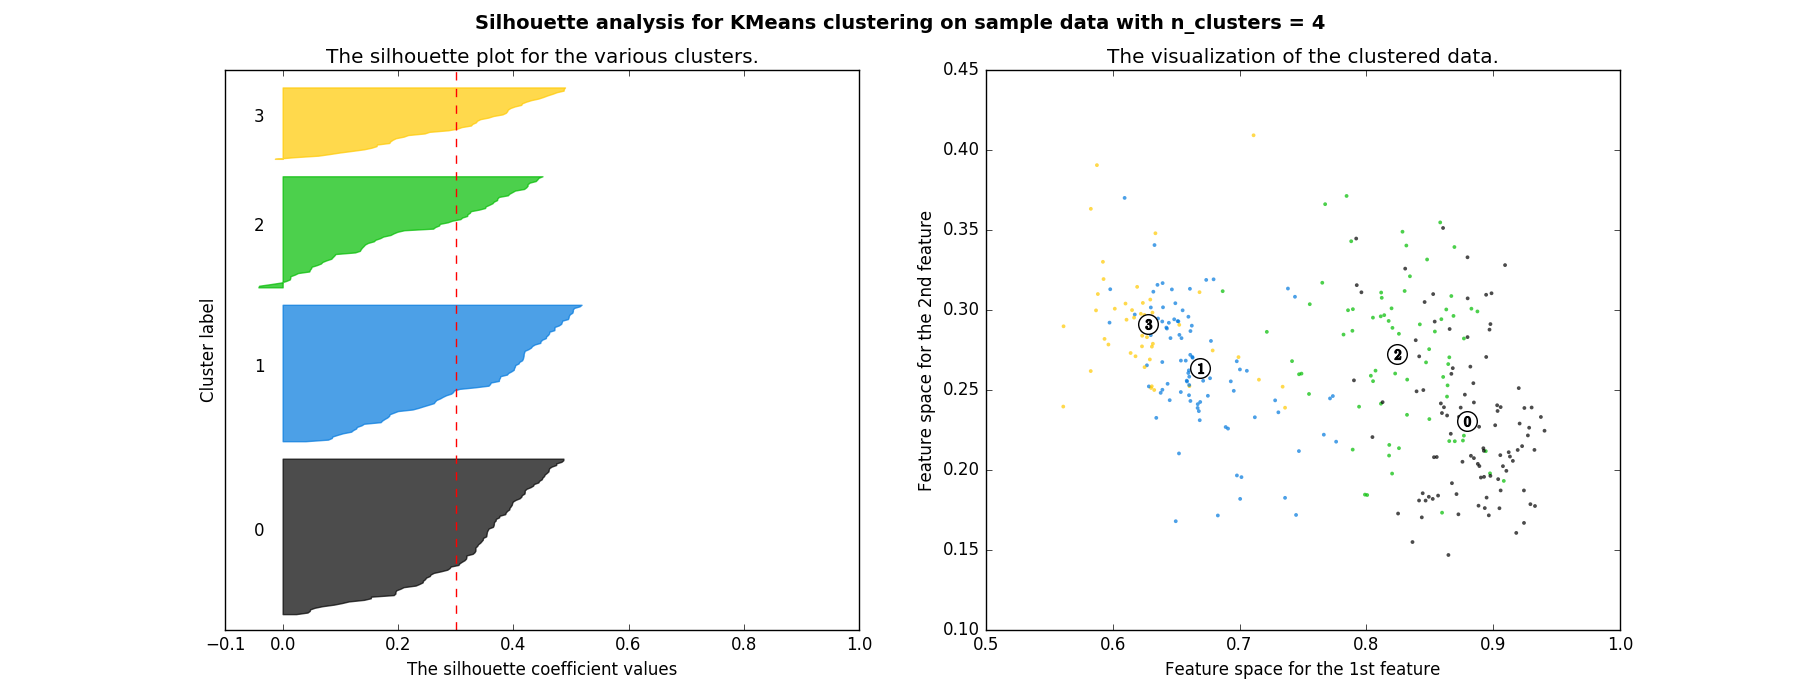 Silhouette analysis for KMeans clustering on sample data with n_clusters = 4
The silhouette plot for the various clusters.
3
2
1
0
Cluster label
−0.1 0.0 0.2 0.4 0.6 0.8 1.0
The silhouette coefficient values
The visualization of the clustered data.
0.45
0.40
0.35
0.30
0.25
0.20
0.15
0.10
Feature space for the 2nd feature
3
2
1
0
0.5 0.6 0.7 0.8 0.9 1.0
Feature space for the 1st feature